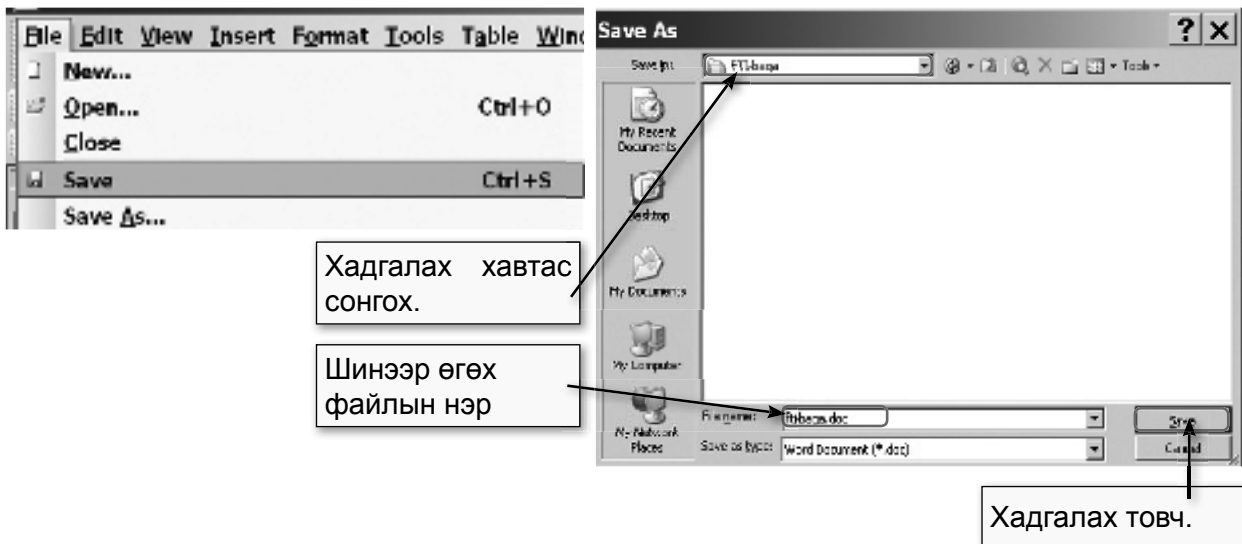 File Edit View Insert Format Tools Table
New...
Open... Ctrl+O
Close
Save Ctrl+S
Save As...
Save As
Save in:
Tools
My Recent
Documents
Desktop
My Documents
My Computer
My Network
Places
File name:
Save as type: Word Document (*.doc)
Save
Cancel
Хадгалах хавтас
сонгох.
Шинээр өгөх
файлын нэр
Хадгалах товч.